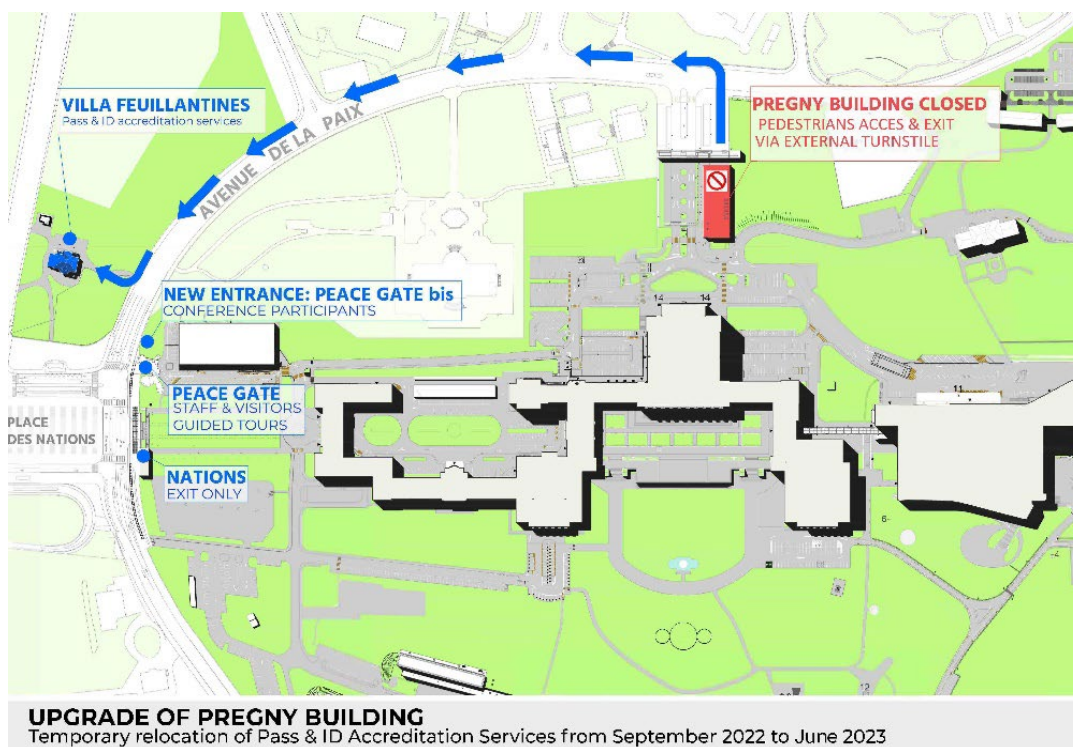 VILLA FEUILLANTINES
Pass & ID accreditation services
AVENUE DE LA PAIX
PREGNY BUILDING CLOSED
PEDESTRIANS ACCES & EXIT
VIA EXTERNAL TURNSTILE
NEW ENTRANCE: PEACE GATE bis
CONFERENCE PARTICIPANTS
14
14
PEACE GATE
STAFF & VISITORS
GUIDED TOURS
PLACE
DES NATIONS
11
NATIONS
EXIT ONLY
6
4
12
UPGRADE OF PREGNY BUILDING
Temporary relocation of Pass & ID Accreditation Services from September 2022 to June 2023